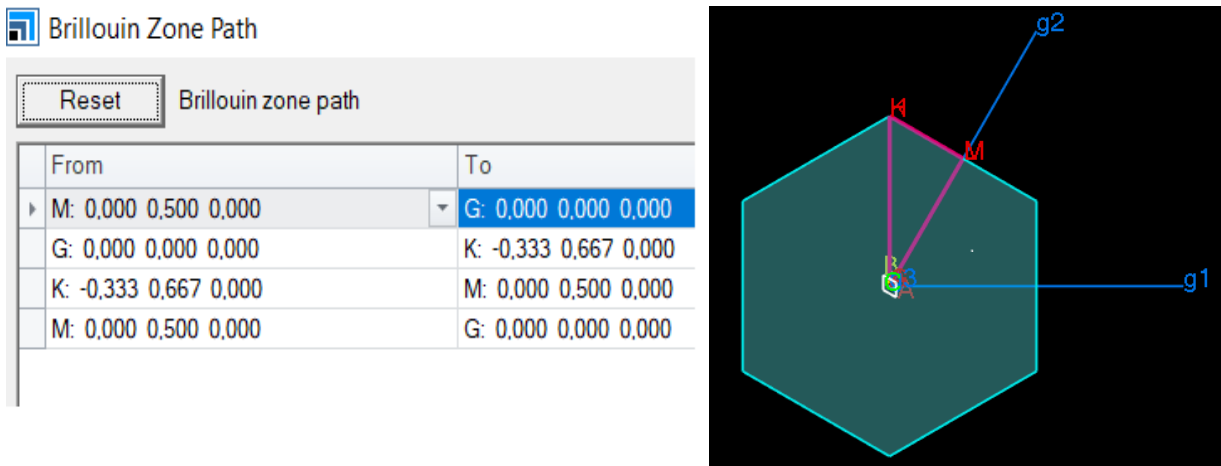 Brillouin Zone Path
Reset Brillouin zone path
From To
M: 0,000 0,500 0,000 G: 0,000 0,000 0,000
G: 0,000 0,000 0,000 K: -0,333 0,667 0,000
K: -0,333 0,667 0,000 M: 0,000 0,500 0,000
M: 0,000 0,500 0,000 G: 0,000 0,000 0,000
g2
M
g1
B
A